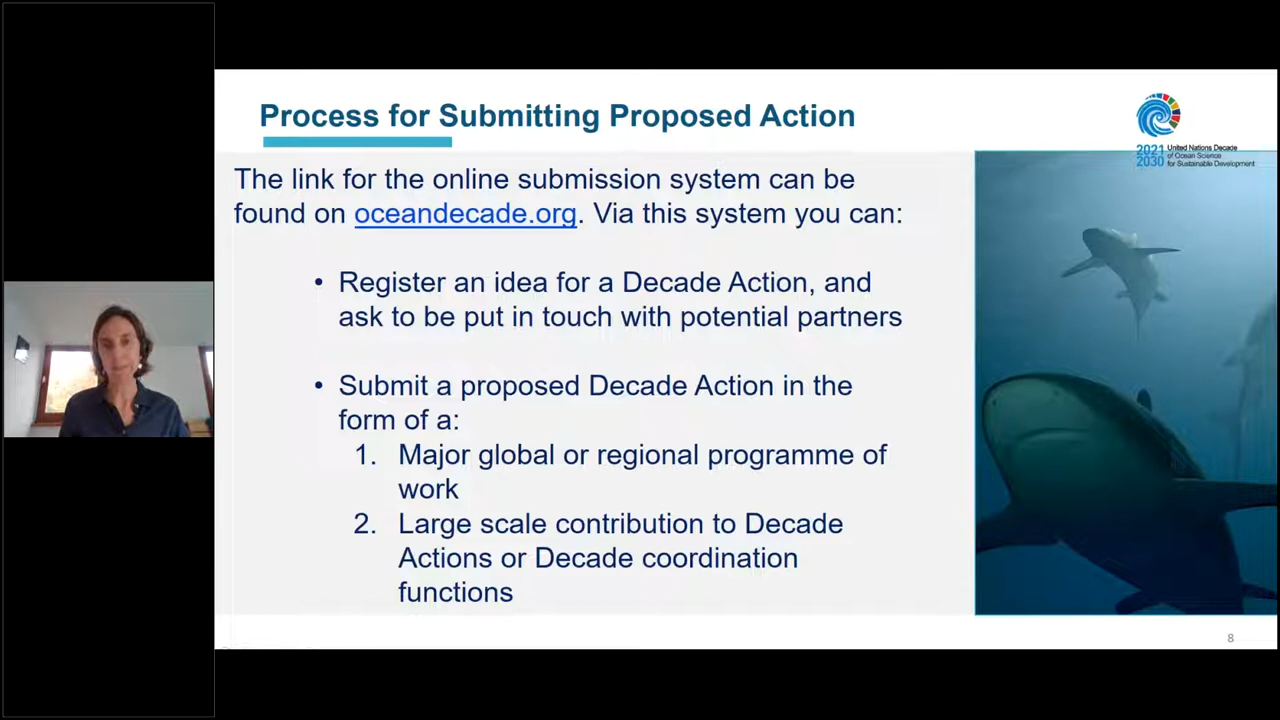 Process for Submitting Proposed Action
2021
2030
United Nations Decade
of Ocean Science
for Sustainable Development
The link for the online submission system can be
found on oceandecade.org. Via this system you can:
• Register an idea for a Decade Action, and
ask to be put in touch with potential partners
• Submit a proposed Decade Action in the
form of a:
1. Major global or regional programme of
work
2. Large scale contribution to Decade
Actions or Decade coordination
functions
8